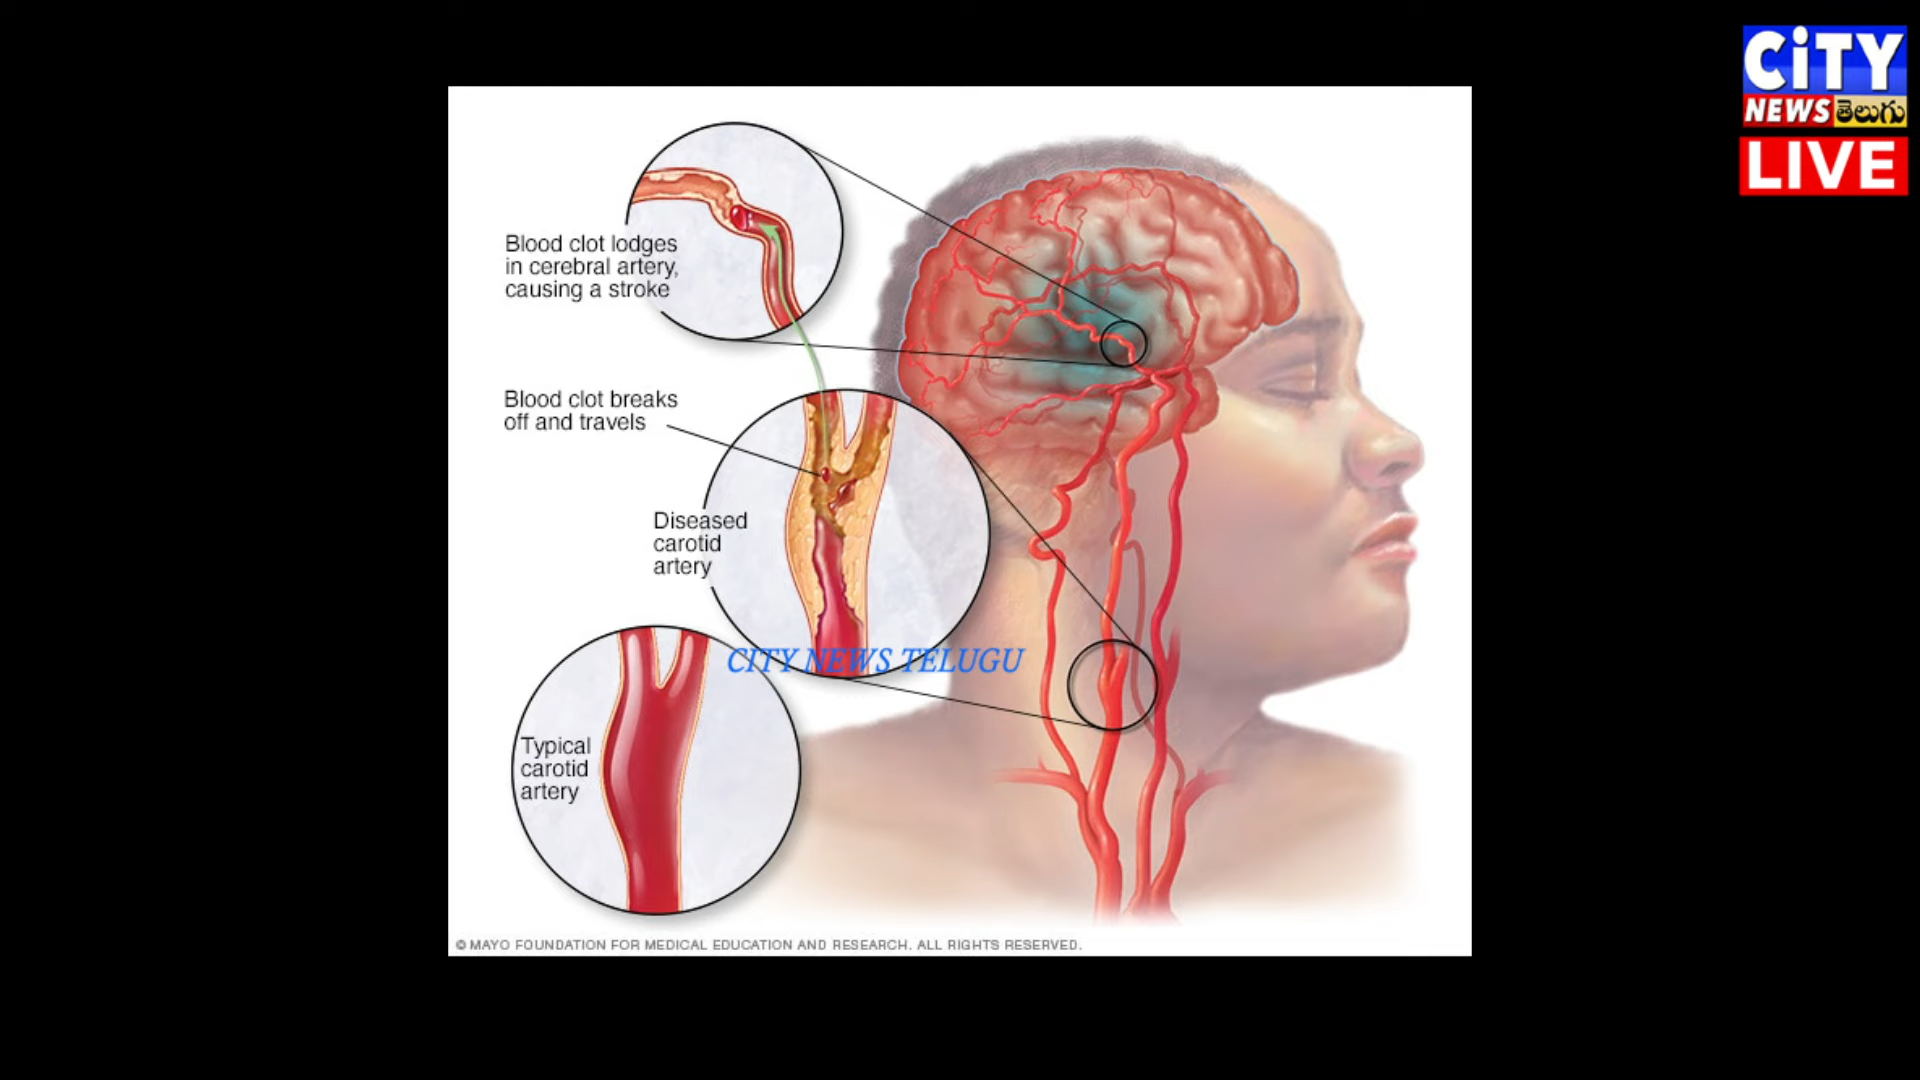 CiTY
NEWS తెలుగు
LIVE
Blood clot lodges
in cerebral artery,
causing a stroke
Blood clot breaks
off and travels
Diseased
carotid
artery
CITY NEWS TELUGU
Typical
carotid
artery
© MAYO FOUNDATION FOR MEDICAL EDUCATION AND RESEARCH. ALL RIGHTS RESERVED.